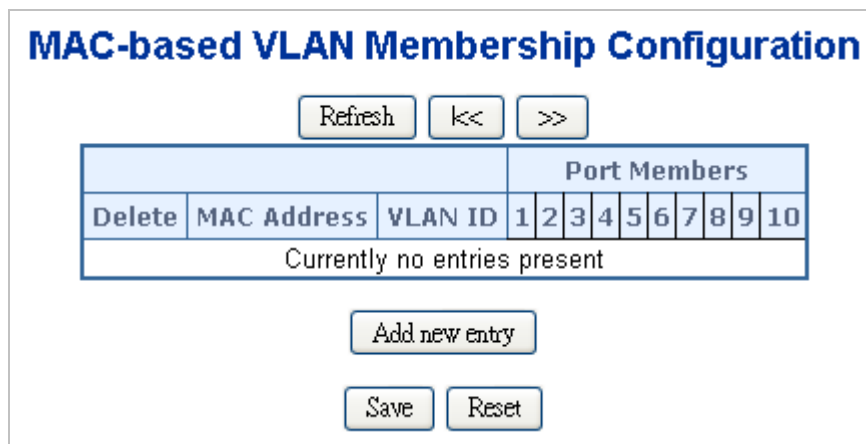 MAC-based VLAN Membership Configuration
Refresh |<< >>
Port Members
Delete MAC Address VLAN ID 1 2 3 4 5 6 7 8 9 10
Currently no entries present
Add new entry
Save Reset